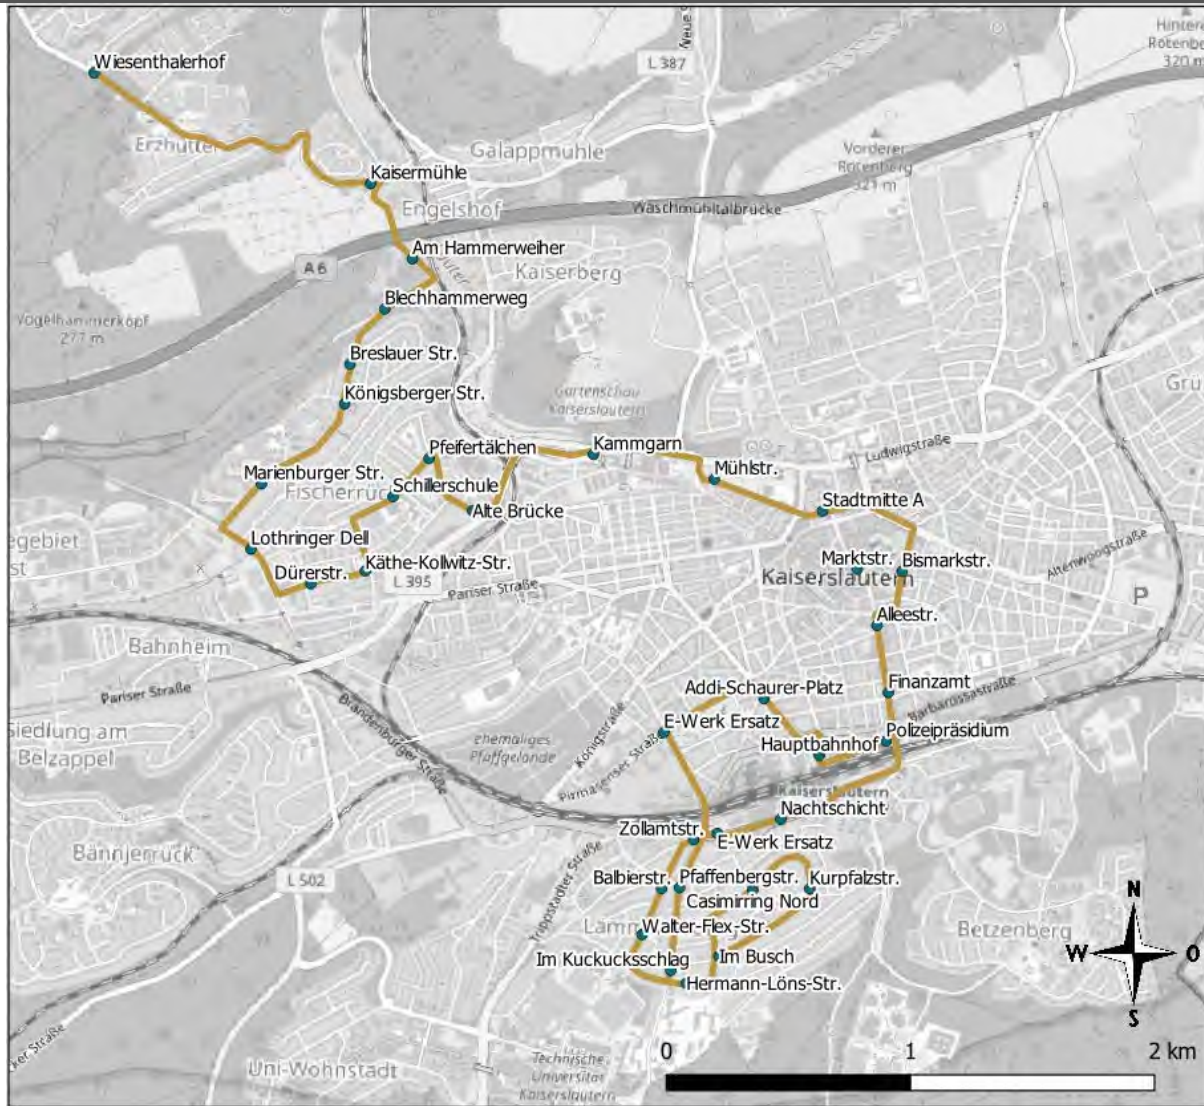 Wiesenthalerhof
L 387
320 m
Erzhütten
Galappmühle
Vorderer
Rotenberg
321 m
Kaisermühle
Engelshof
Waschmühltalbrücke
Am Hammerweiher
A 6
Kaiserberg
Blechhammerweg
Vogelhammerkopf
277 m
Breslauer Str.
Königsberger Str.
Gartenschau
Kaiserslautern
Pfeifertälchen
Kammgarn
Ludwigstraße
Marienburger Str.
Mühlstr.
Fischerrück
Schillerschule
Alte Brücke
Stadtmitte A
Lothringer Dell
Marktstr.
Bismarkstr.
Altenwoogstraße
Dürerstr.
Käthe-Kollwitz-Str.
L 395
Pariser Straße
Kaiserslautern
P
Alleestr.
Bahnheim
Pariser Straße
Addi-Schaurer-Platz
Finanzamt
Barbarossastraße
Siedlung am
Belzappel
Brandenburger Straße
ehemaliges
Pfaffgelände
Königstraße
E-Werk Ersatz
Pirmasenser Straße
Hauptbahnhof
Polizeipräsidium
Kaiserslautern
Nachtschicht
Zollamtstr.
E-Werk Ersatz
Bännjerrück
L 502
Trippstadter Straße
Balbierstr.
Pfaffenbergstr.
Kurpfalzstr.
Casimirring Nord
Walter-Flex-Str.
Betzenberg
N
W
O
S
Im Kuckucksschlag
Im Busch
Hermann-Löns-Str.
Uni-Wohnstadt
Technische
Universität
Kaiserslautern
0 1 2 km